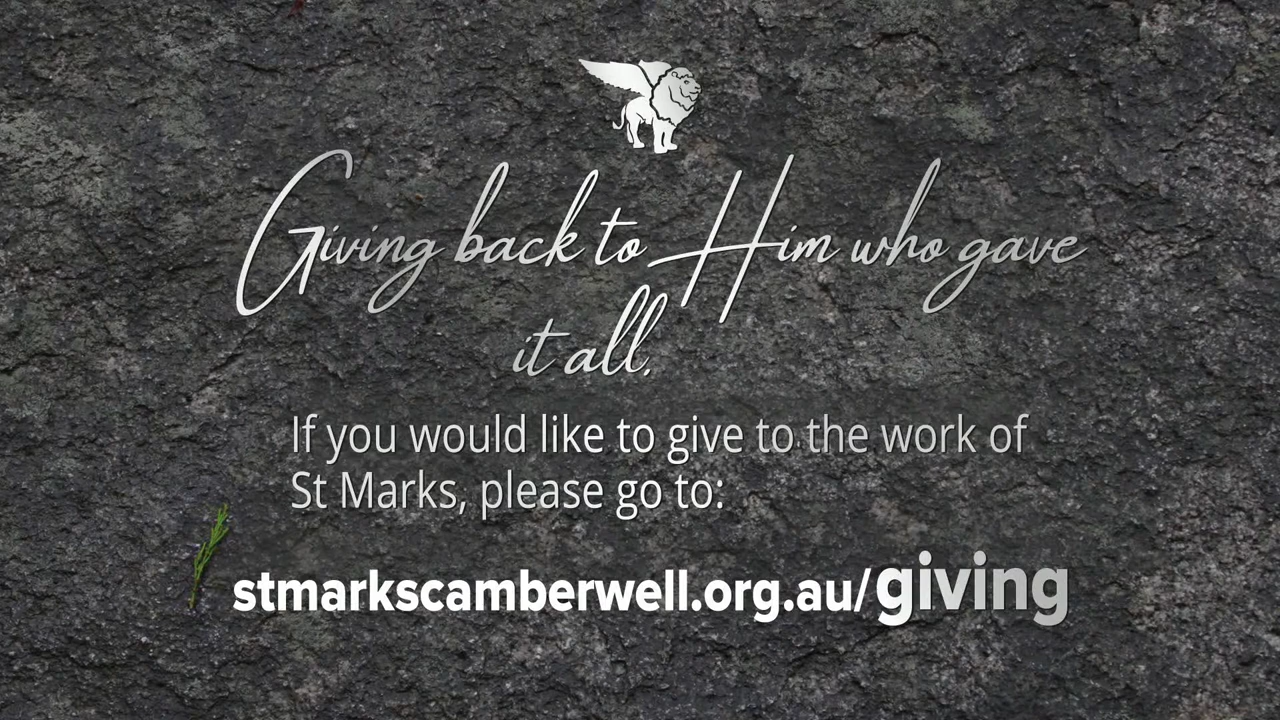 Giving back to Him who gave
it all.
If you would like to give to the work of
St Marks, please go to:
stmarkscamberwell.org.au/giving